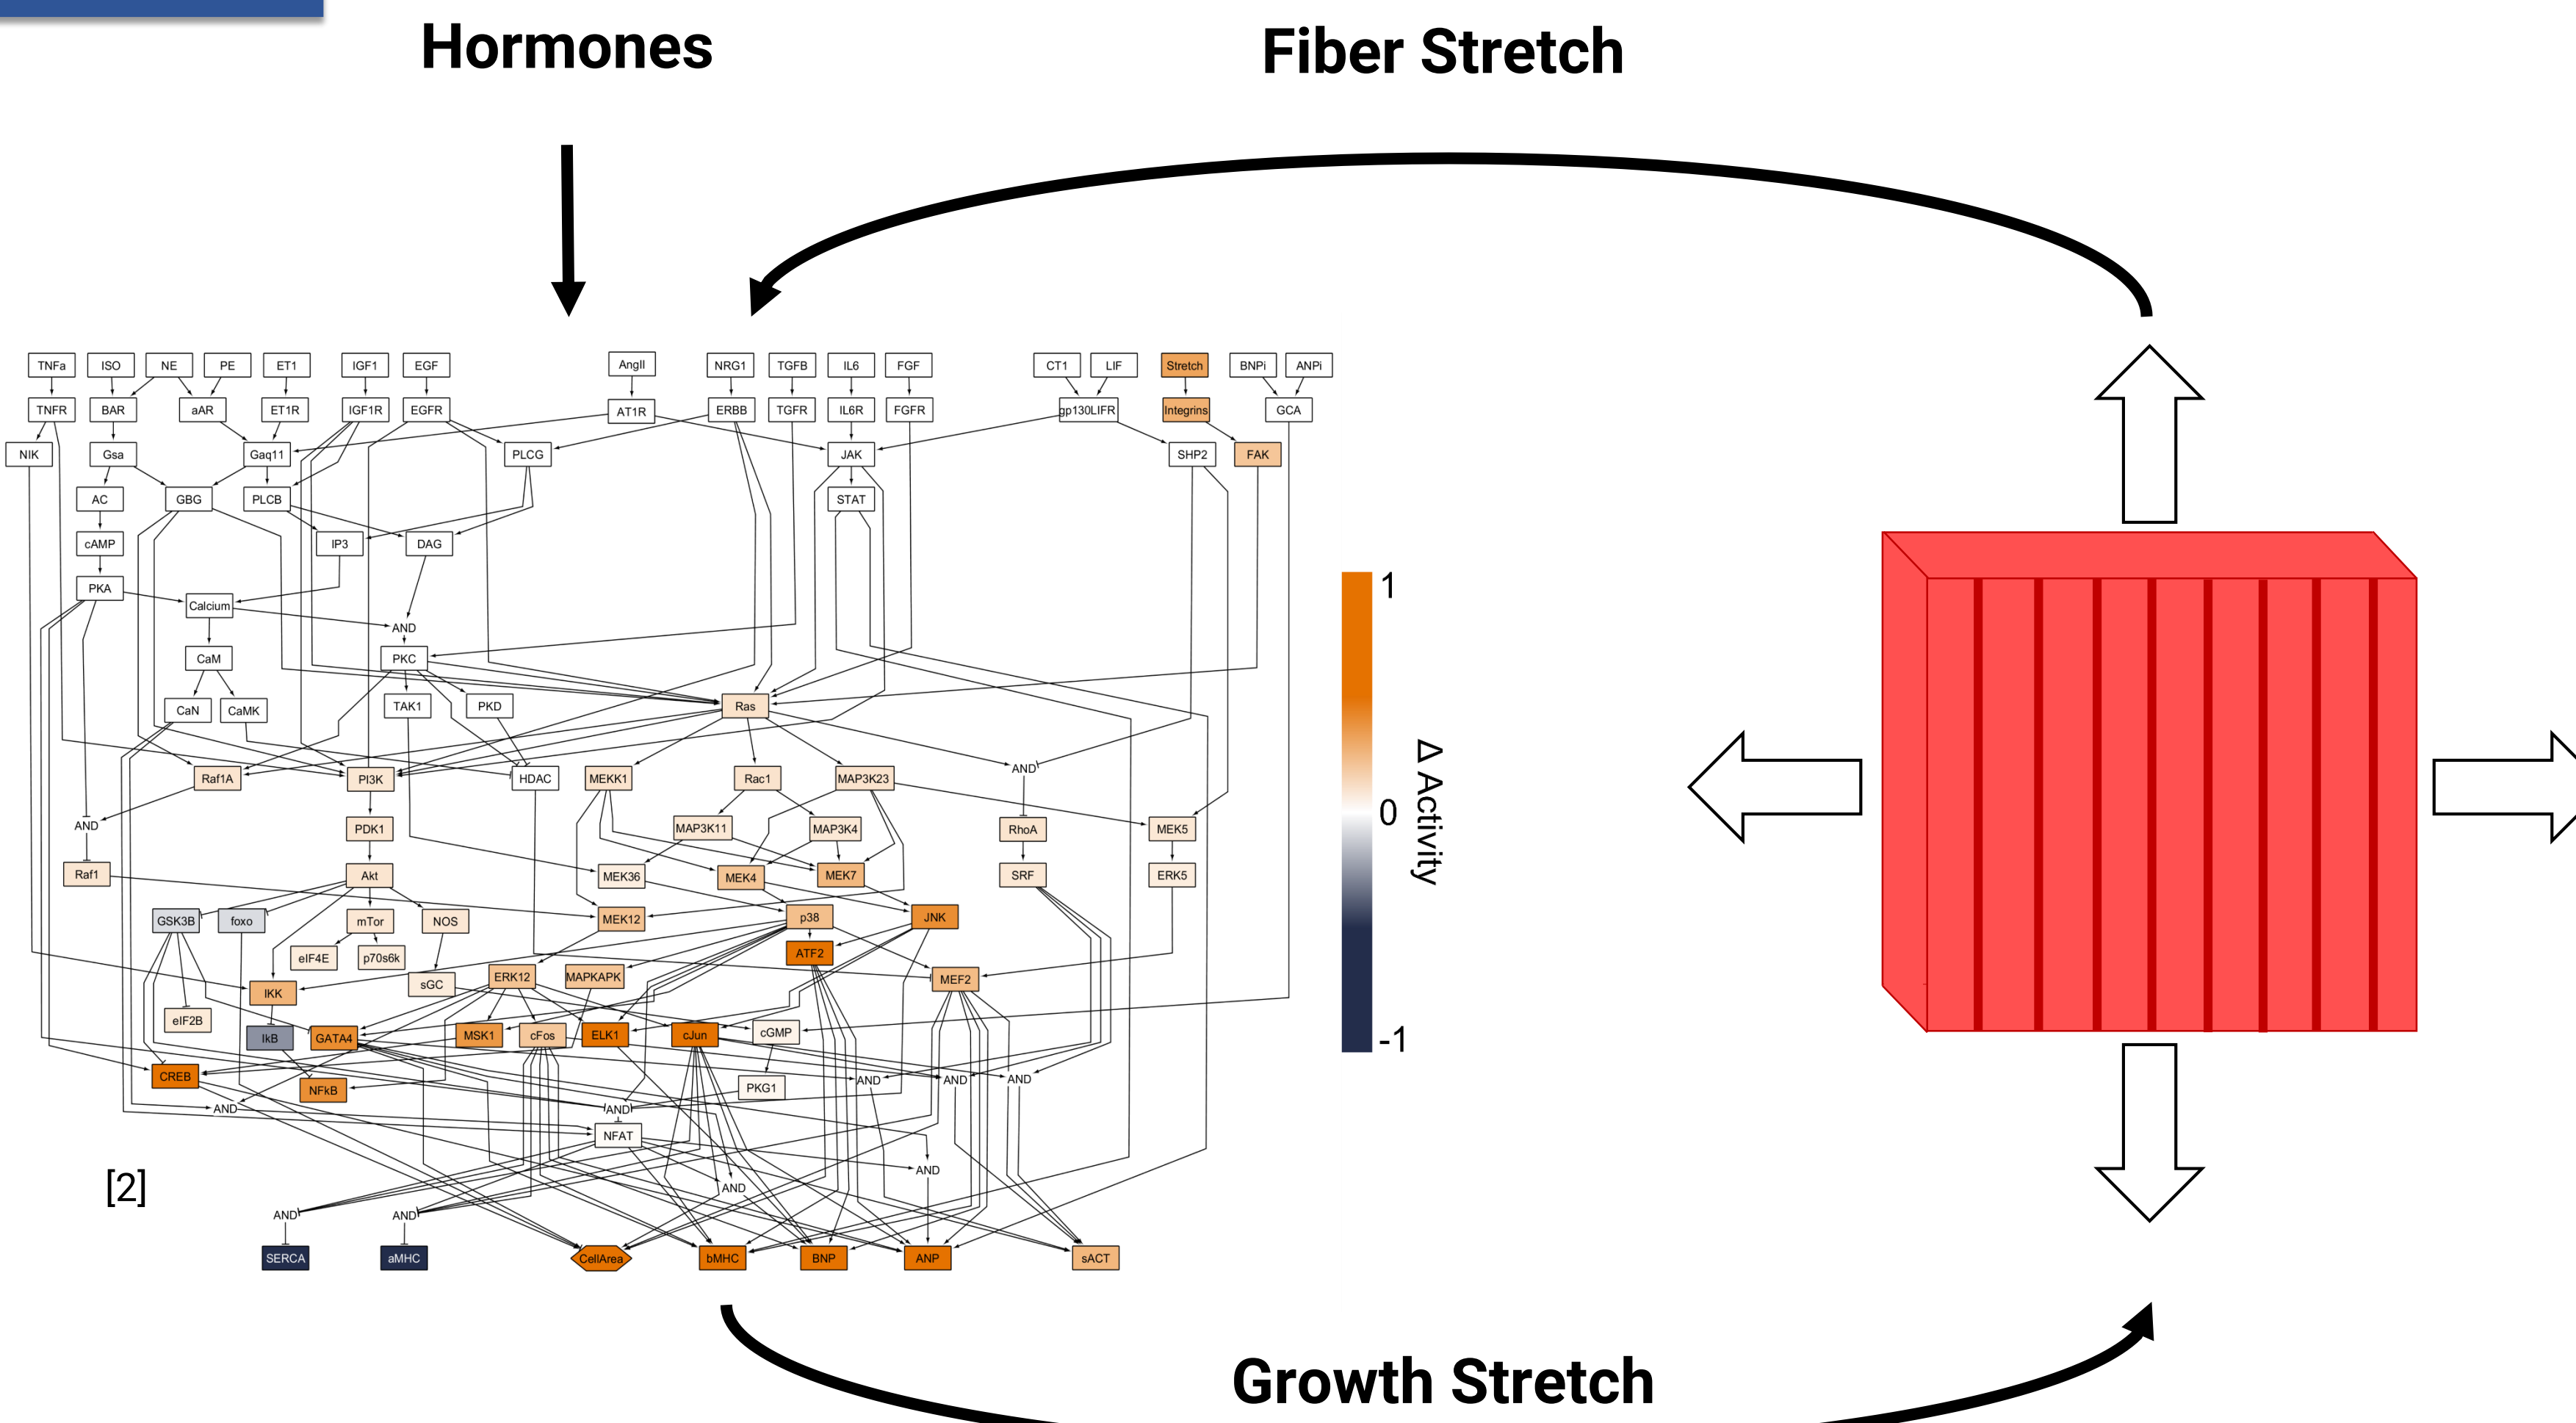 Hormones
Fiber Stretch
TNFa ISO NE PE ET1 IGF1 EGF AngII NRG1 TGFB IL6 FGF CT1 LIF Stretch BNPi ANPi
TNFR BAR aAR ET1R IGF1R EGFR AT1R ERBB TGFR IL6R FGFR gp130LIFR Integrins GCA
NIK Gsa Gaq11 PLCG JAK SHP2 FAK
AC GBG PLCB STAT
cAMP IP3 DAG
PKA
Calcium
AND
CaM PKC
CaN CaMK TAK1 PKD Ras
Raf1A PI3K HDAC MEKK1 Rac1 MAP3K23 AND
AND PDK1 MAP3K11 MAP3K4 RhoA MEK5
Raf1 Akt MEK36 MEK4 MEK7 SRF ERK5
GSK3B foxo mTor NOS MEK12 p38 JNK
eIF4E p70s6k ATF2
IKK sGC ERK12 MAPKAPK MEF2
eIF2B
IkB GATA4 MSK1 cFos ELK1 cJun cGMP
CREB NFkB PKG1 AND AND AND
AND AND
NFAT
AND
AND
AND AND
SERCA aMHC CellArea bMHC BNP ANP sACT
[2]
1
0
-1
Δ Activity
Growth Stretch